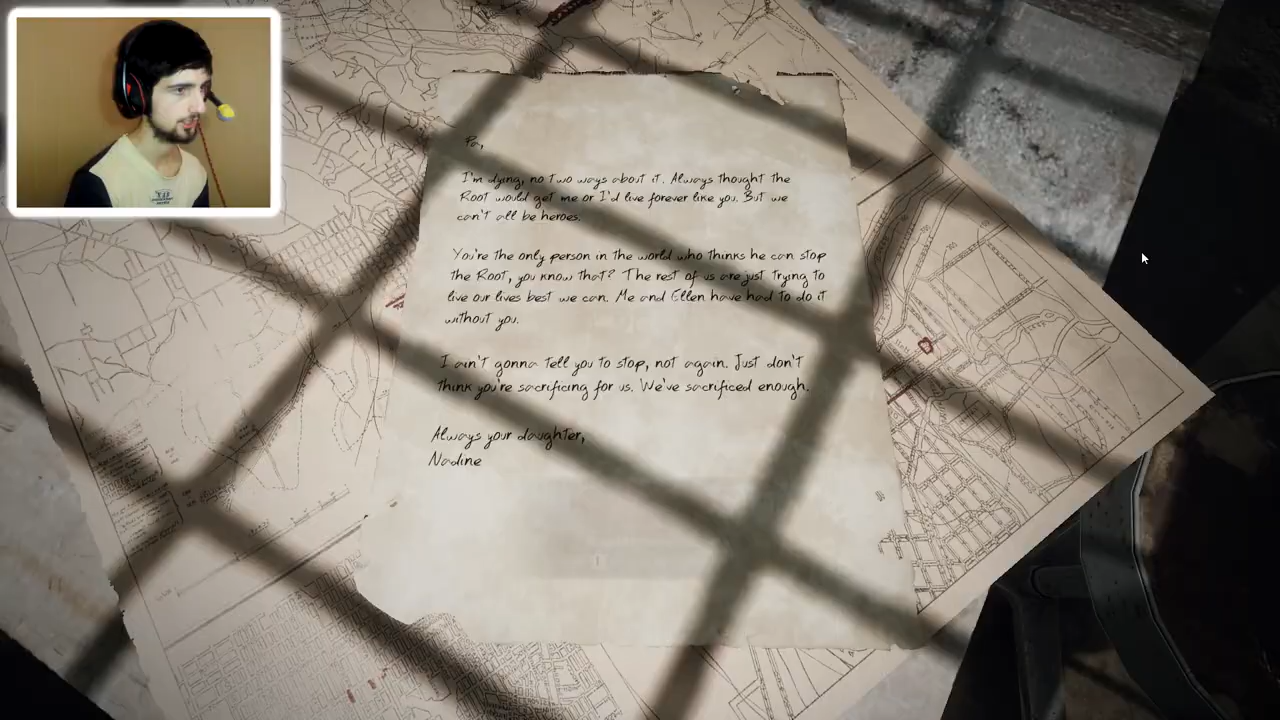 Pa,
I'm dying, no two ways about it. Always thought the
Root would get me or I'd live forever like you. But we
can't all be heroes.
You're the only person in the world who thinks he can stop
the Root, you know that? The rest of us are just trying to
live our lives best we can. Me and Ellen have had to do it
without you.
I ain't gonna tell you to stop, not again. Just don't
think you're sacrificing for us. We've sacrificed enough.
Always your daughter,
Nadine